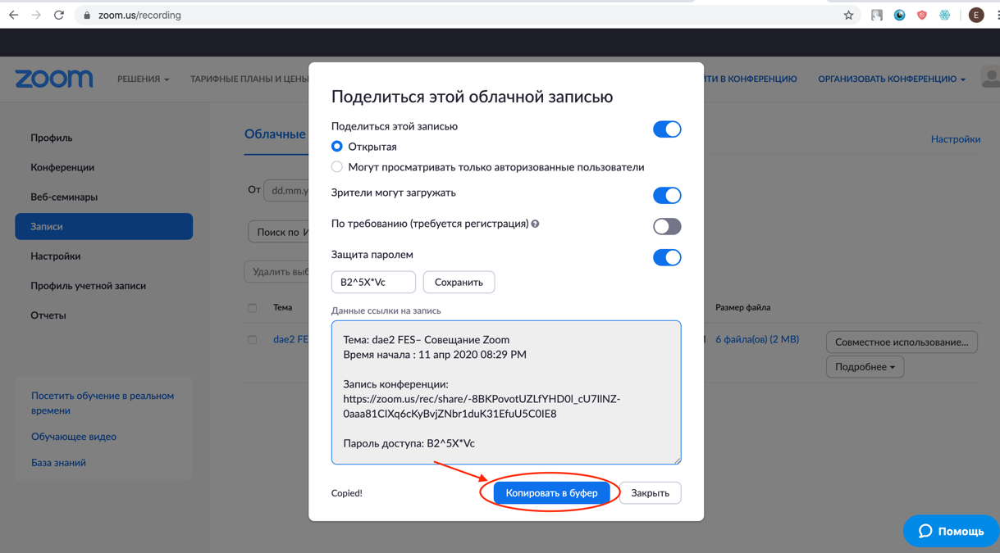 zoom.us/recording
E
zoom
РЕШЕНИЯ
ТАРИФНЫЕ ПЛАНЫ И ЦЕНЫ
ТИ В КОНФЕРЕНЦИЮ
ОРГАНИЗОВАТЬ КОНФЕРЕНЦИЮ
Профиль
Конференции
Веб-семинары
Записи
Настройки
Профиль учетной записи
Отчеты
Посетить обучение в реальном
времени
Обучающее видео
База знаний
Облачные
Настройки
От
dd.mm.y
Поиск по И
Удалить выб
Тема
Размер файла
dae2 FE
6 файла(ов) (2 MB)
Совместное использование...
Подробнее
Поделиться этой облачной записью
Поделиться этой записью
Открытая
Могут просматривать только авторизованные пользователи
Зрители могут загружать
По требованию (требуется регистрация) ?
Защита паролем
B2^5X*Vc
Сохранить
Данные ссылки на запись
Тема: dae2 FES– Совещание Zoom
Время начала : 11 апр 2020 08:29 PM
Запись конференции:
https://zoom.us/rec/share/-8BKPovotUZLfYHD0l_cU7IlNZ-
0aaa81CIXq6cKyBvjZNbr1duK31EfuU5C0IE8
Пароль доступа: B2^5X*Vc
Copied!
Копировать в буфер
Закрыть
Помощь